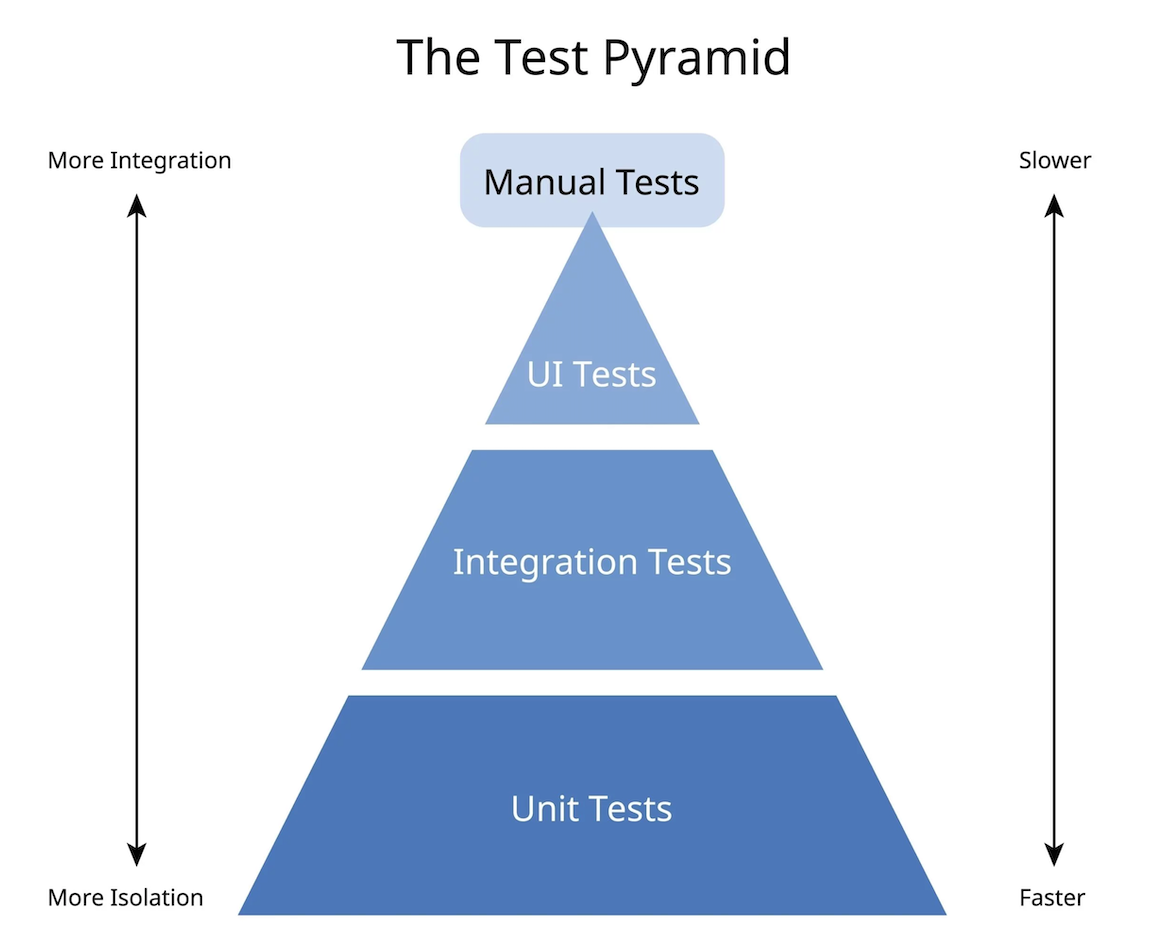 The Test Pyramid
More Integration
Manual Tests
Slower
UI Tests
Integration Tests
Unit Tests
More Isolation
Faster